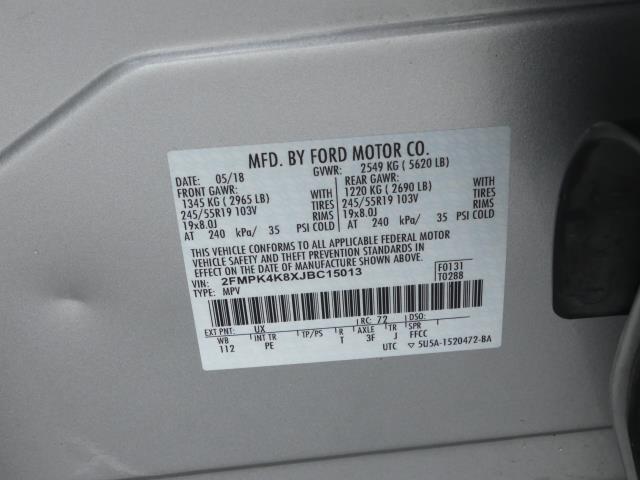 MFD. BY FORD MOTOR CO.
DATE: 05/18 GVWR: 2549 KG ( 5620 LB)
FRONT GAWR: REAR GAWR:
1345 KG ( 2965 LB) WITH 1220 KG ( 2690 LB) WITH
245/55R19 103V TIRES 245/55R19 103V TIRES
19x8.0J RIMS 19x8.0J RIMS
AT 240 kPa/ 35 PSI COLD AT 240 kPa/ 35 PSI COLD
THIS VEHICLE CONFORMS TO ALL APPLICABLE FEDERAL MOTOR
VEHICLE SAFETY AND THEFT PREVENTION STANDARDS IN
EFFECT ON THE DATE OF MANUFACTURE SHOWN ABOVE.
VIN: 2FMPK4K8XJBC15013 F0131
TYPE: MPV T0288
EXT PNT: UX RC: 72 DSO:
WB INT TR TP/PS R AXLE TR SPR
112 PE T 3F J FFCC
UTC ▽ 5U5A-1520472-BA